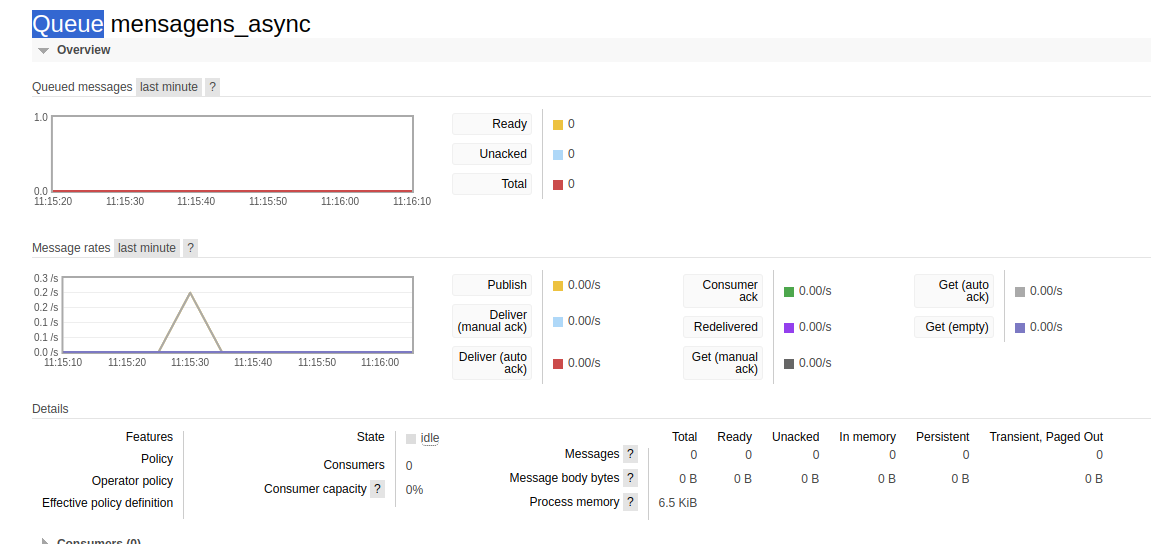 Queue mensagens_async
Overview
Queued messages last minute ?
1.0
0.0
11:15:20 11:15:30 11:15:40 11:15:50 11:16:00 11:16:10
Ready 0
Unacked 0
Total 0
Message rates last minute ?
0.3 /s
0.2 /s
0.2 /s
0.1 /s
0.1 /s
0.0 /s
11:15:10 11:15:20 11:15:30 11:15:40 11:15:50 11:16:00
Publish 0.00/s
Deliver
(manual ack) 0.00/s
Deliver (auto
ack) 0.00/s
Consumer
ack 0.00/s
Redelivered 0.00/s
Get (manual
ack) 0.00/s
Get (auto
ack) 0.00/s
Get (empty) 0.00/s
Details
Features
Policy
Operator policy
Effective policy definition
State idle
Consumers 0
Consumer capacity ? 0%
Total Ready Unacked In memory Persistent Transient, Paged Out
Messages ? 0 0 0 0 0 0
Message body bytes ? 0 B 0 B 0 B 0 B 0 B 0 B
Process memory ? 6.5 KiB
Consumers (0)